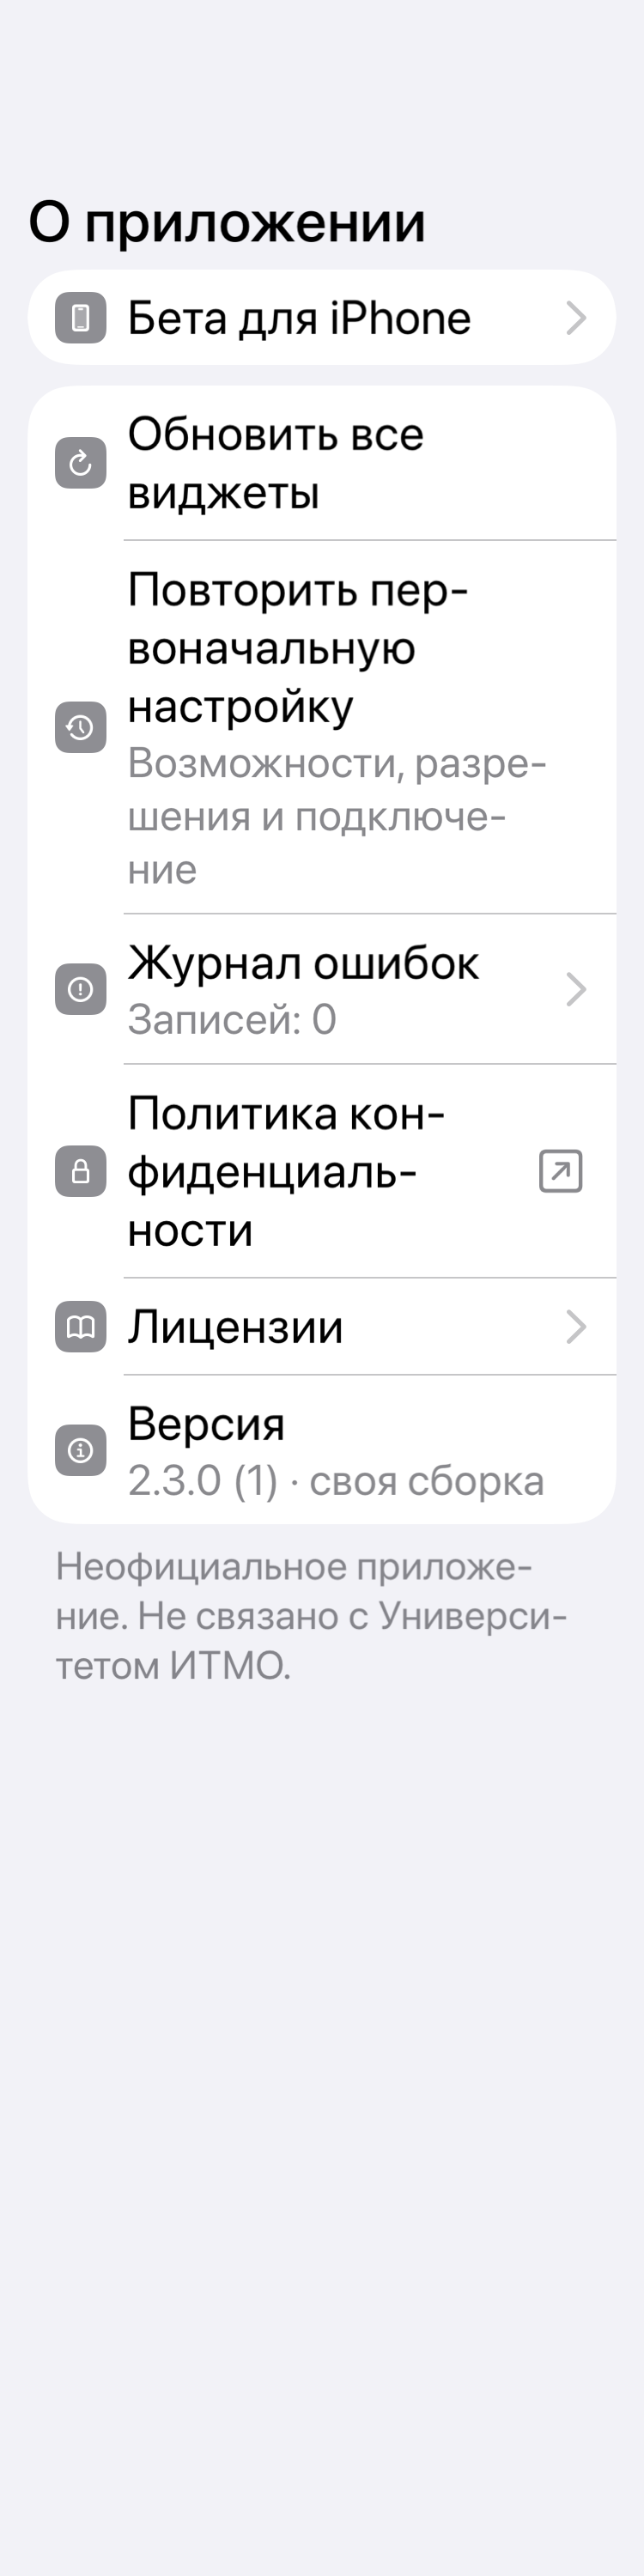 О приложении
Бета для iPhone
Обновить все
виджеты
Повторить пер-
воначальную
настройку
Возможности, разре-
шения и подключе-
ние
Журнал ошибок
Записей: 0
Политика кон-
фиденциаль-
ности
Лицензии
Версия
2.3.0 (1) · своя сборка
Неофициальное приложе-
ние. Не связано с Универси-
тетом ИТМО.